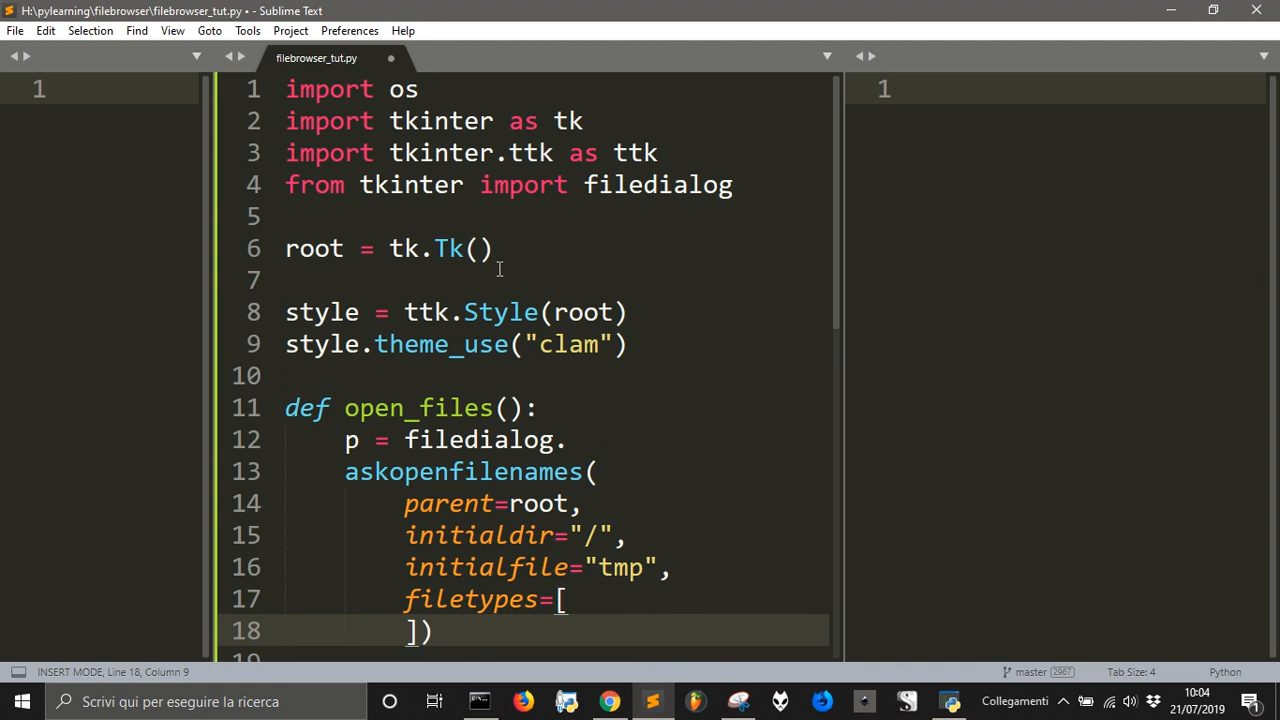 H:\pylearning\filebrowser\filebrowser_tut.py • - Sublime Text
File Edit Selection Find View Goto Tools Project Preferences Help
filebrowser_tut.py
1
1 import os
2 import tkinter as tk
3 import tkinter.ttk as ttk
4 from tkinter import filedialog
5
6 root = tk.Tk()
7
8 style = ttk.Style(root)
9 style.theme_use("clam")
10
11 def open_files():
12 p = filedialog.
13 askopenfilenames(
14 parent=root,
15 initialdir="/",
16 initialfile="tmp",
17 filetypes=[
18 ])
19
1
INSERT MODE, Line 18, Column 9
master 2967
Tab Size: 4
Python
Scrivi qui per eseguire la ricerca
Collegamenti
10:04
21/07/2019
1